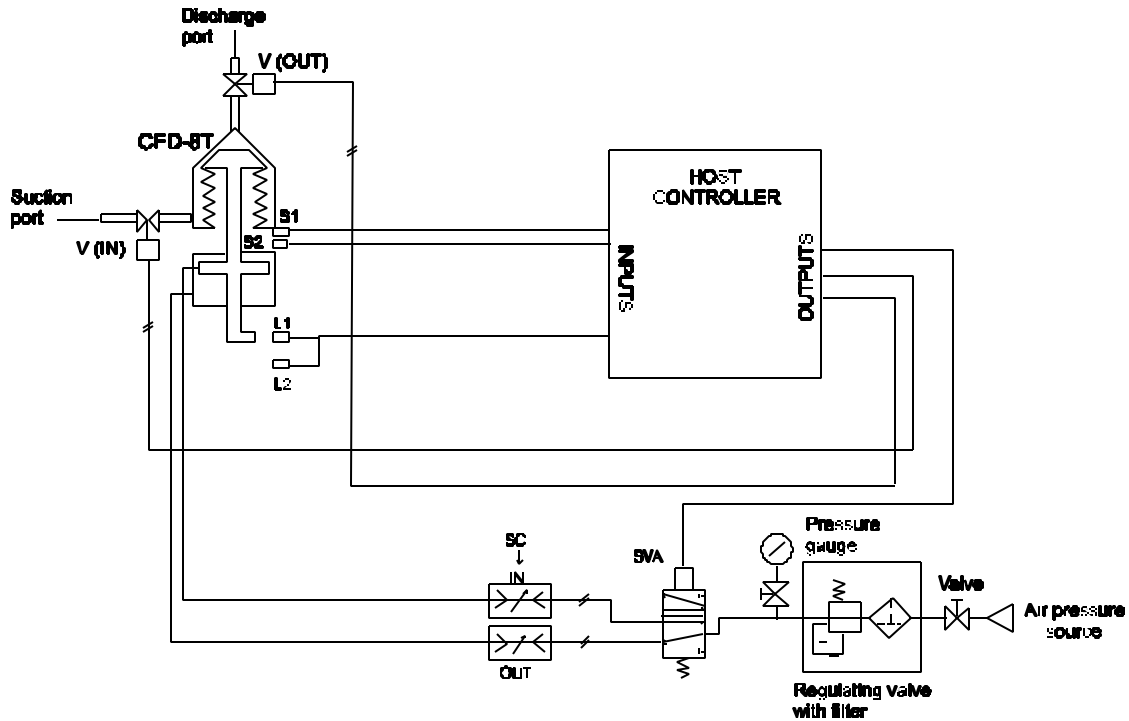 Discharge
port
V (OUT)
CFD-8T
Suction
port
V (IN)
S1
S2
L1
L2
HOST
CONTROLLER
INPUTS
OUTPUTS
SC
IN
OUT
SVA
Pressure
gauge
Valve
Air pressure
source
Regulating valve
with filter